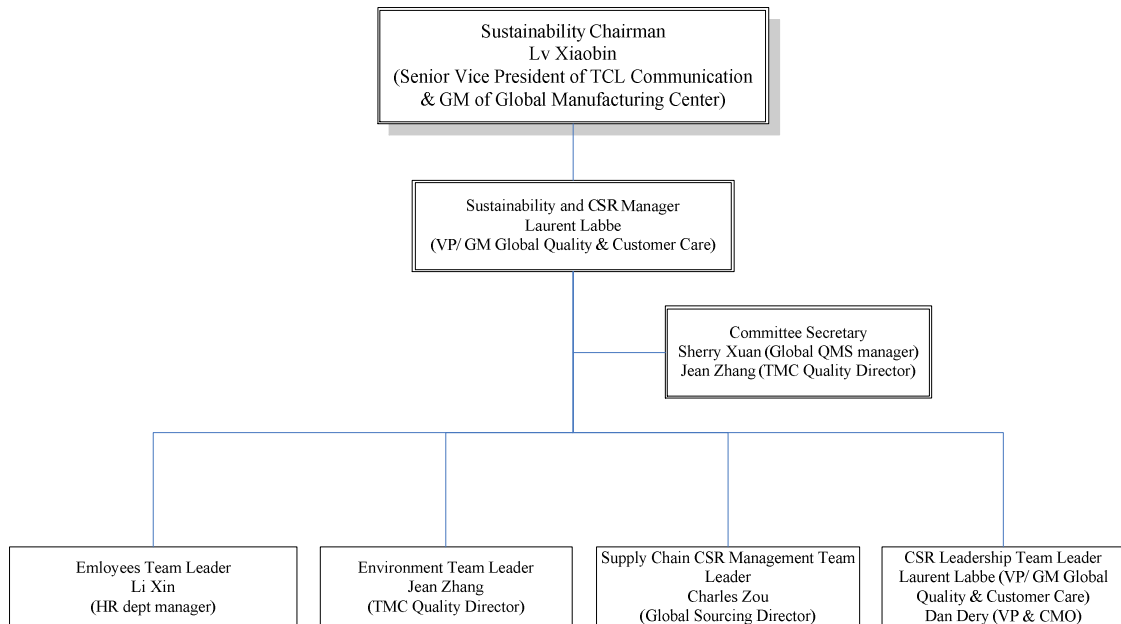 Sustainability Chairman
Lv Xiaobin
(Senior Vice President of TCL Communication
& GM of Global Manufacturing Center)
Sustainability and CSR Manager
Laurent Labbe
(VP/ GM Global Quality & Customer Care)
Committee Secretary
Sherry Xuan (Global QMS manager)
Jean Zhang (TMC Quality Director)
Emloyees Team Leader
Li Xin
(HR dept manager)
Environment Team Leader
Jean Zhang
(TMC Quality Director)
Supply Chain CSR Management Team
Leader
Charles Zou
(Global Sourcing Director)
CSR Leadership Team Leader
Laurent Labbe (VP/ GM Global
Quality & Customer Care)
Dan Dery (VP & CMO)